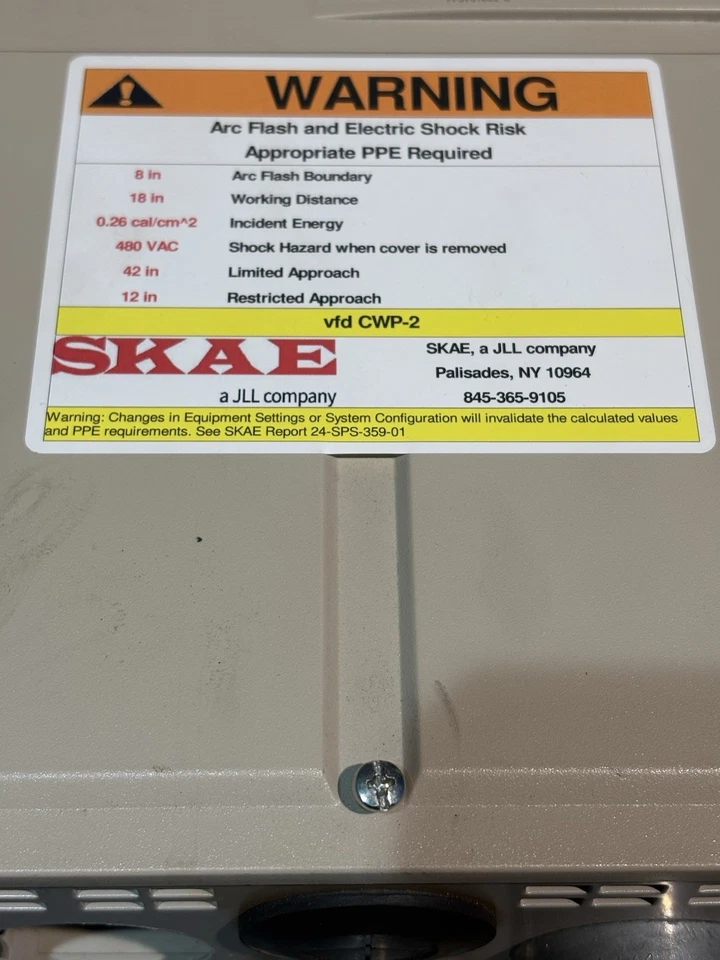 WARNING
Arc Flash and Electric Shock Risk
Appropriate PPE Required
8 in Arc Flash Boundary
18 in Working Distance
0.26 cal/cm^2 Incident Energy
480 VAC Shock Hazard when cover is removed
42 in Limited Approach
12 in Restricted Approach
vfd CWP-2
SKAE
a JLL company
SKAE, a JLL company
Palisades, NY 10964
845-365-9105
Warning: Changes in Equipment Settings or System Configuration will invalidate the calculated values
and PPE requirements. See SKAE Report 24-SPS-359-01